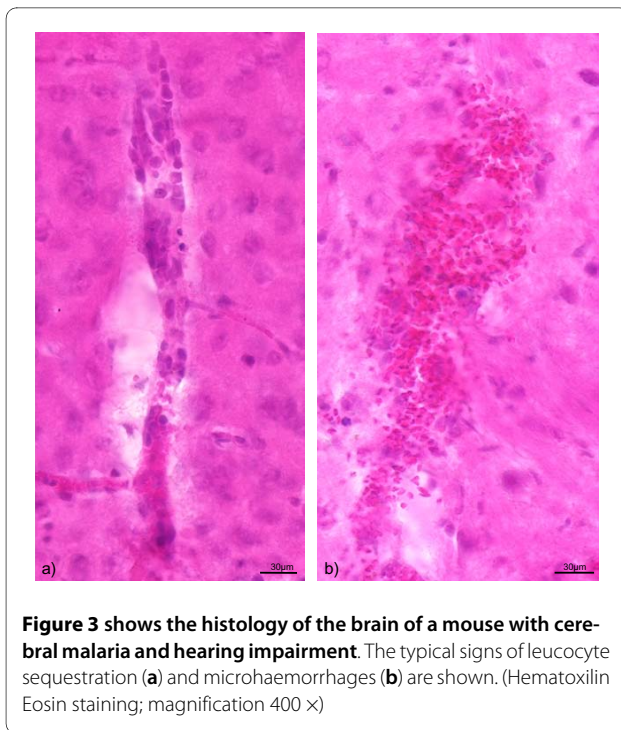 a)
30µm
b)
30µm
Figure 3 shows the histology of the brain of a mouse with cere-
bral malaria and hearing impairment. The typical signs of leucocyte
sequestration (a) and microhaemorrhages (b) are shown. (Hematoxilin
Eosin staining; magnification 400 ×)